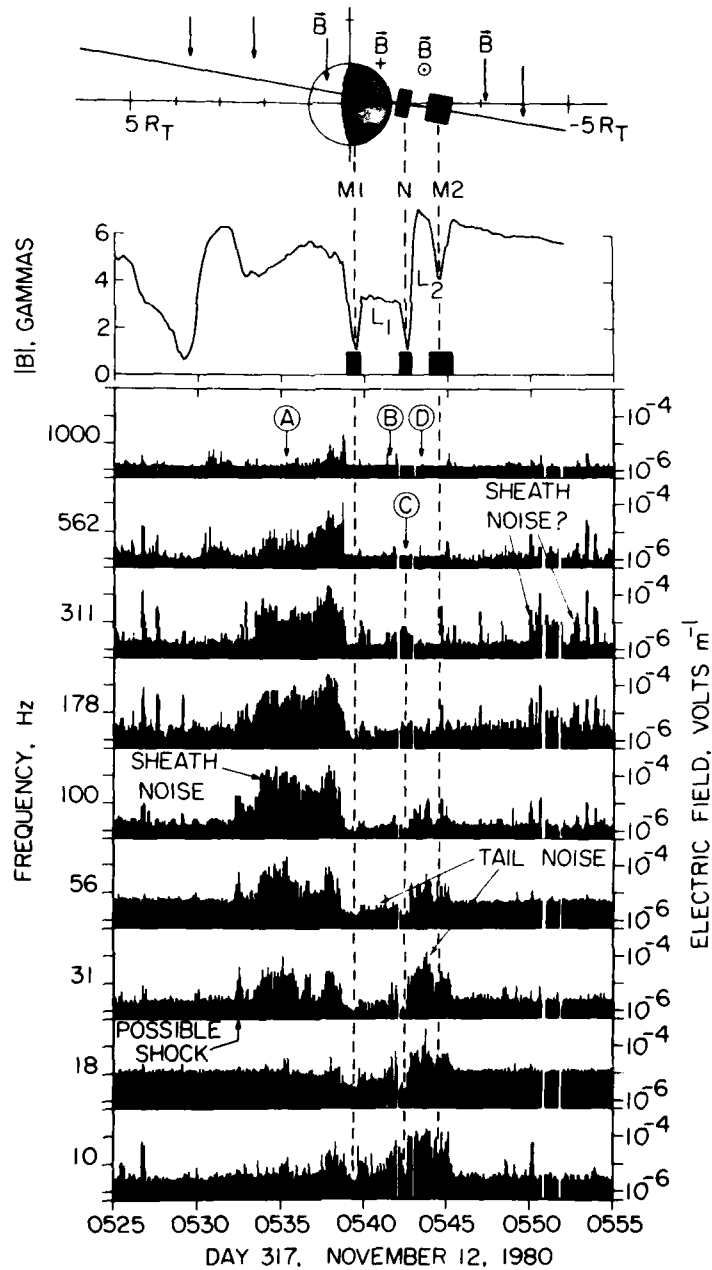 B⃗
B⃗
+
B⃗
⊙
B⃗
5 R_T
-5 R_T
M1 N M2
|B|, GAMMAS
6
4
2
0
L_1
L_2
A B D
1000
10^-4
10^-6
C
SHEATH
NOISE?
562
10^-4
10^-6
311
10^-4
10^-6
178
10^-4
10^-6
SHEATH
NOISE
100
10^-4
10^-6
TAIL NOISE
56
10^-4
10^-6
31
10^-4
10^-6
POSSIBLE
SHOCK
18
10^-4
10^-6
10
10^-4
10^-6
FREQUENCY, Hz
ELECTRIC FIELD, VOLTS m^-1
0525 0530 0535 0540 0545 0550 0555
DAY 317, NOVEMBER 12, 1980